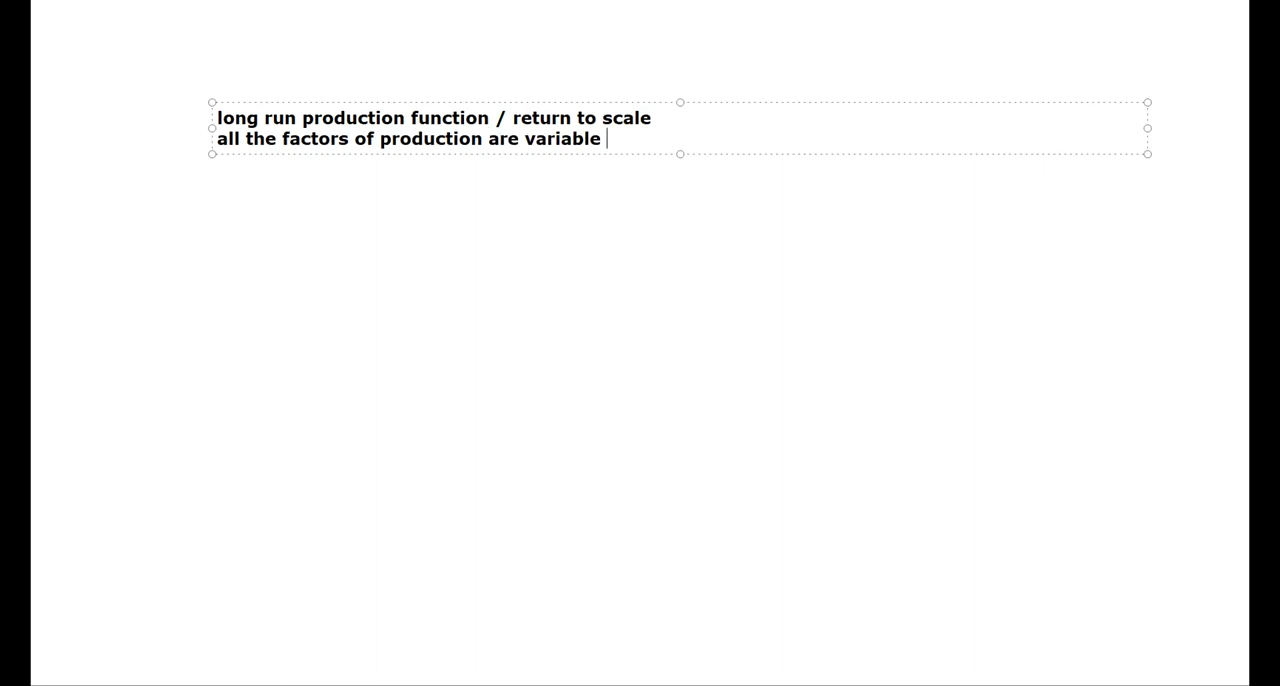 long run production function / return to scale
all the factors of production are variable